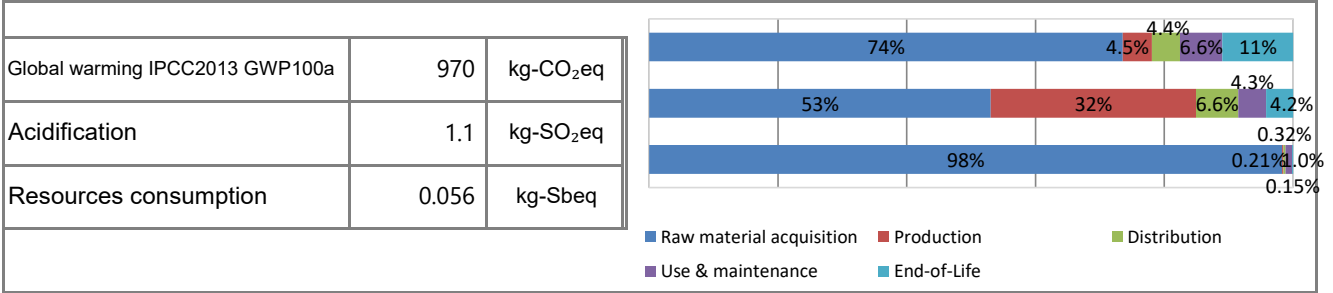 Global warming IPCC2013 GWP100a 970 kg-CO₂eq
Acidification 1.1 kg-SO₂eq
Resources consumption 0.056 kg-Sbeq
4.4%
74% 4.5% 6.6% 11%
4.3%
53% 32% 6.6% 4.2%
0.32%
98% 0.21% 1.0%
0.15%
Raw material acquisition Production Distribution
Use & maintenance End-of-Life